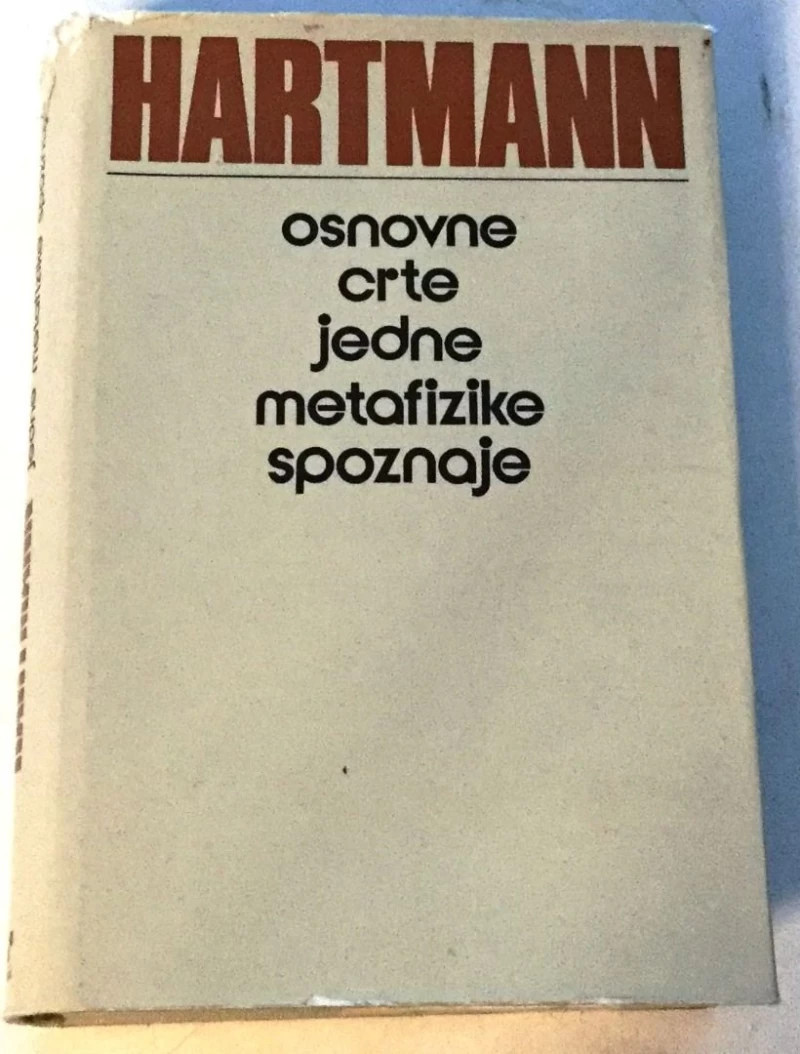 HARTMANN
osnovne
crte
jedne
metafizike
spoznaje